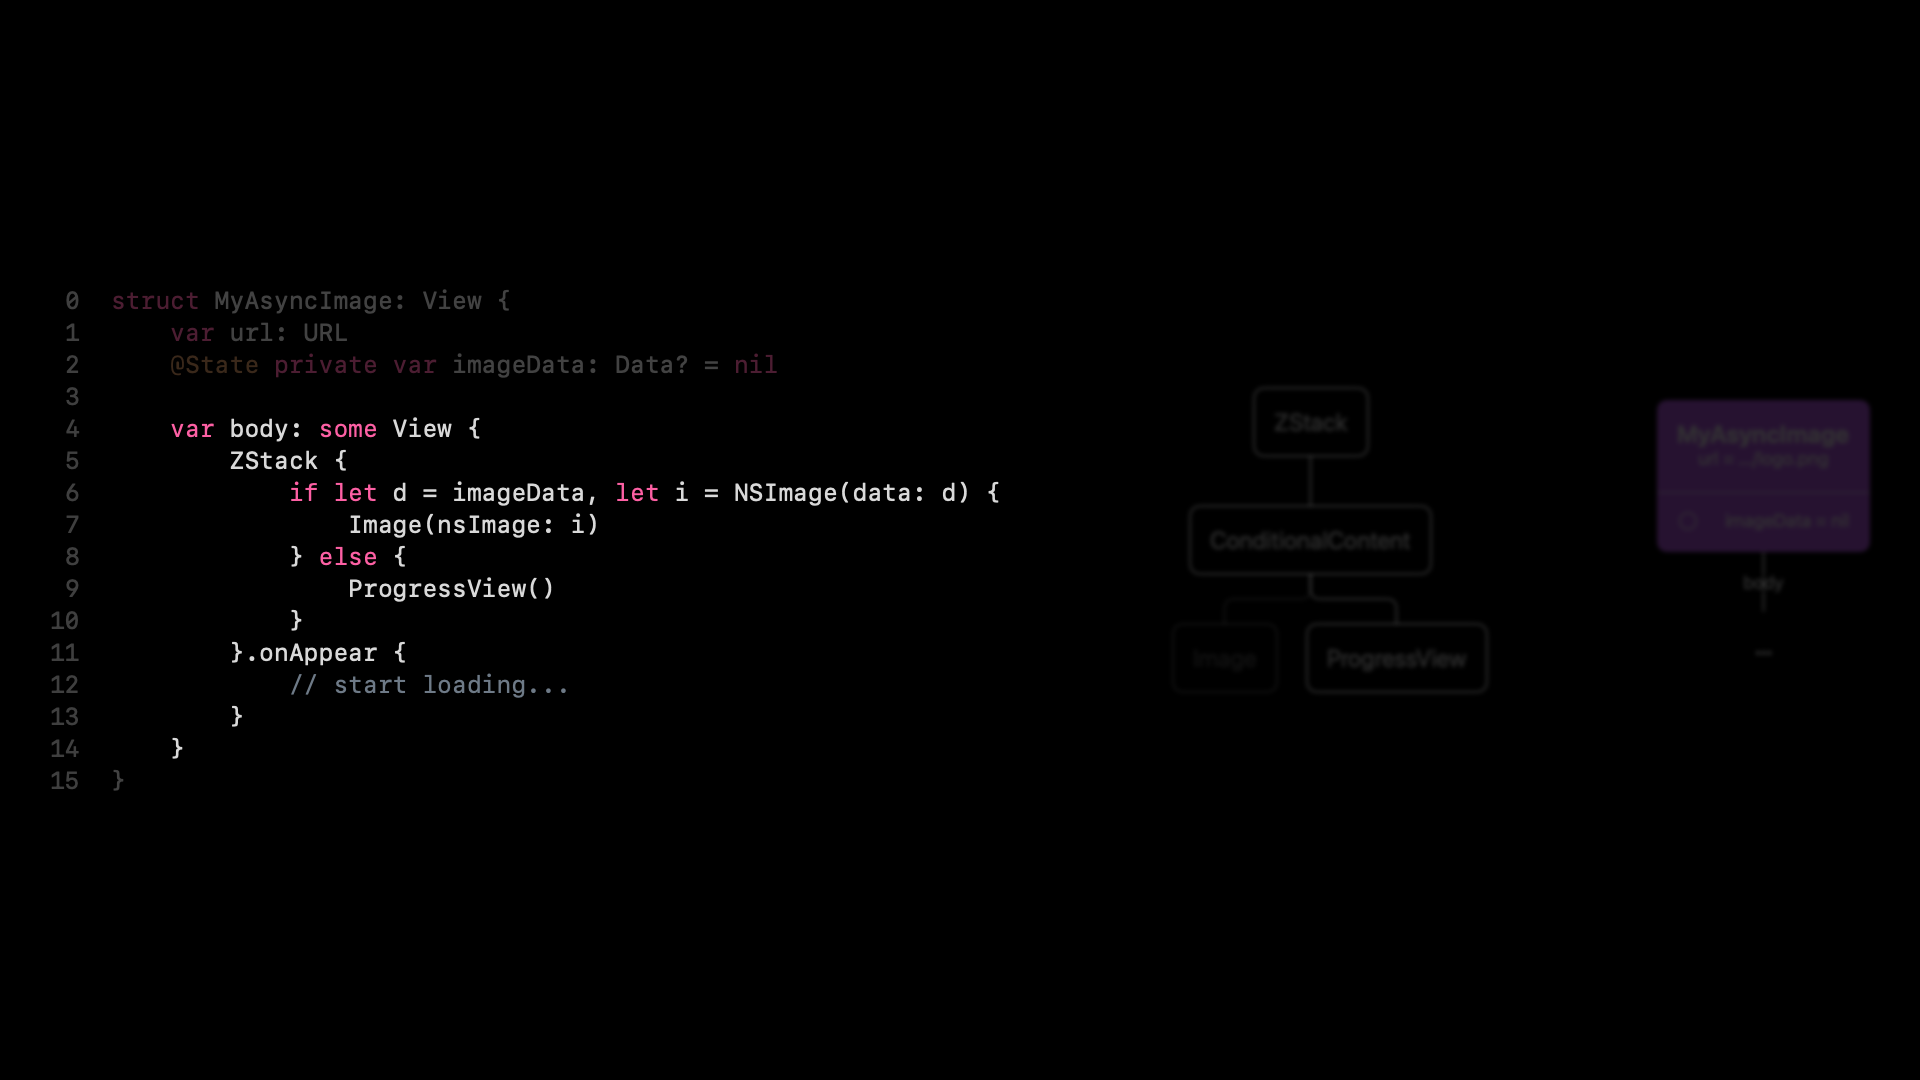 0 struct MyAsyncImage: View {
1     var url: URL
2     @State private var imageData: Data? = nil
3
4     var body: some View {
5         ZStack {
6             if let d = imageData, let i = NSImage(data: d) {
7                 Image(nsImage: i)
8             } else {
9                 ProgressView()
10             }
11         }.onAppear {
12             // start loading...
13         }
14     }
15 }
ZStack
ConditionalContent
Image
ProgressView
MyAsyncImage
url = .../logo.png
imageData = nil
body